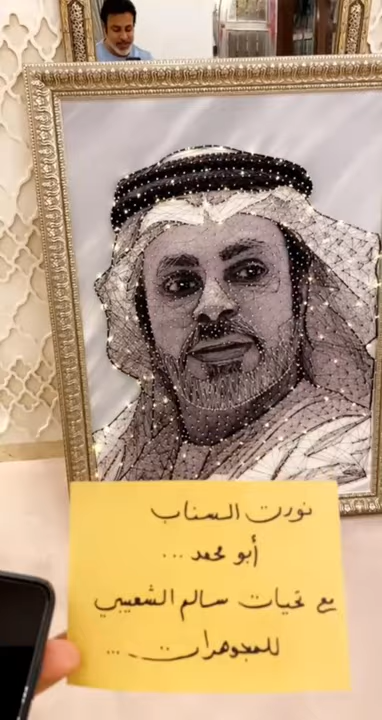 نورت السناب
أبو محمد ...
مع تحيات سالم الشعيبي
للمجوهرات ...